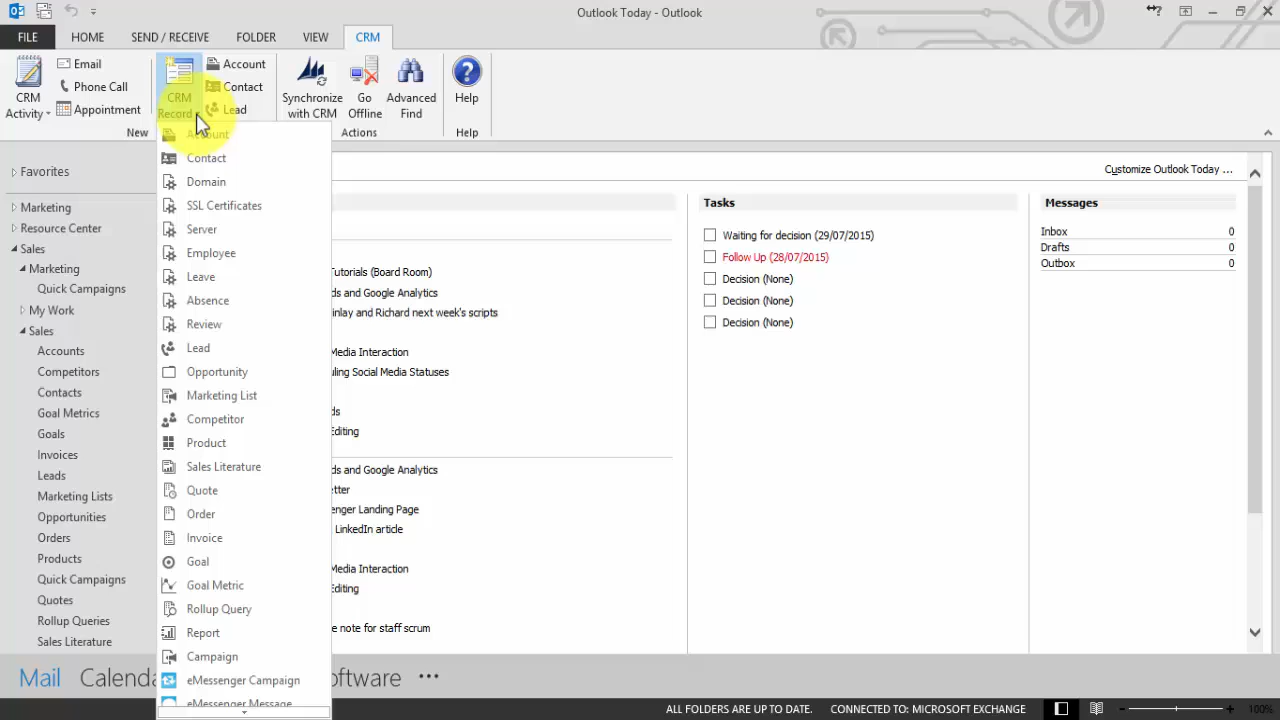 Outlook Today - Outlook
FILE
HOME
SEND / RECEIVE
FOLDER
VIEW
CRM
CRM
Activity
Email
Phone Call
Appointment
New
CRM
Record
Account
Contact
Lead
Synchronize
with CRM
Go
Offline
Advanced
Find
Actions
Help
Help
Favorites
Marketing
Resource Center
Sales
Marketing
Quick Campaigns
My Work
Sales
Accounts
Competitors
Contacts
Goal Metrics
Goals
Invoices
Leads
Marketing Lists
Opportunities
Orders
Products
Quick Campaigns
Quotes
Rollup Queries
Sales Literature
Account
Contact
Domain
SSL Certificates
Server
Employee
Leave
Absence
Review
Lead
Opportunity
Marketing List
Competitor
Product
Sales Literature
Quote
Order
Invoice
Goal
Goal Metric
Rollup Query
Report
Campaign
eMessenger Campaign
eMessenger Message
Customize Outlook Today ...
utorials (Board Room)
ds and Google Analytics
inlay and Richard next week's scripts
Media Interaction
uling Social Media Statuses
ds
Editing
ds and Google Analytics
tter
enger Landing Page
LinkedIn article
Media Interaction
Editing
e note for staff scrum
Tasks
Waiting for decision (29/07/2015)
Follow Up (28/07/2015)
Decision (None)
Decision (None)
Decision (None)
Messages
Inbox 0
Drafts 0
Outbox 0
Mail Calenda oftware •••
ALL FOLDERS ARE UP TO DATE. CONNECTED TO: MICROSOFT EXCHANGE 100%